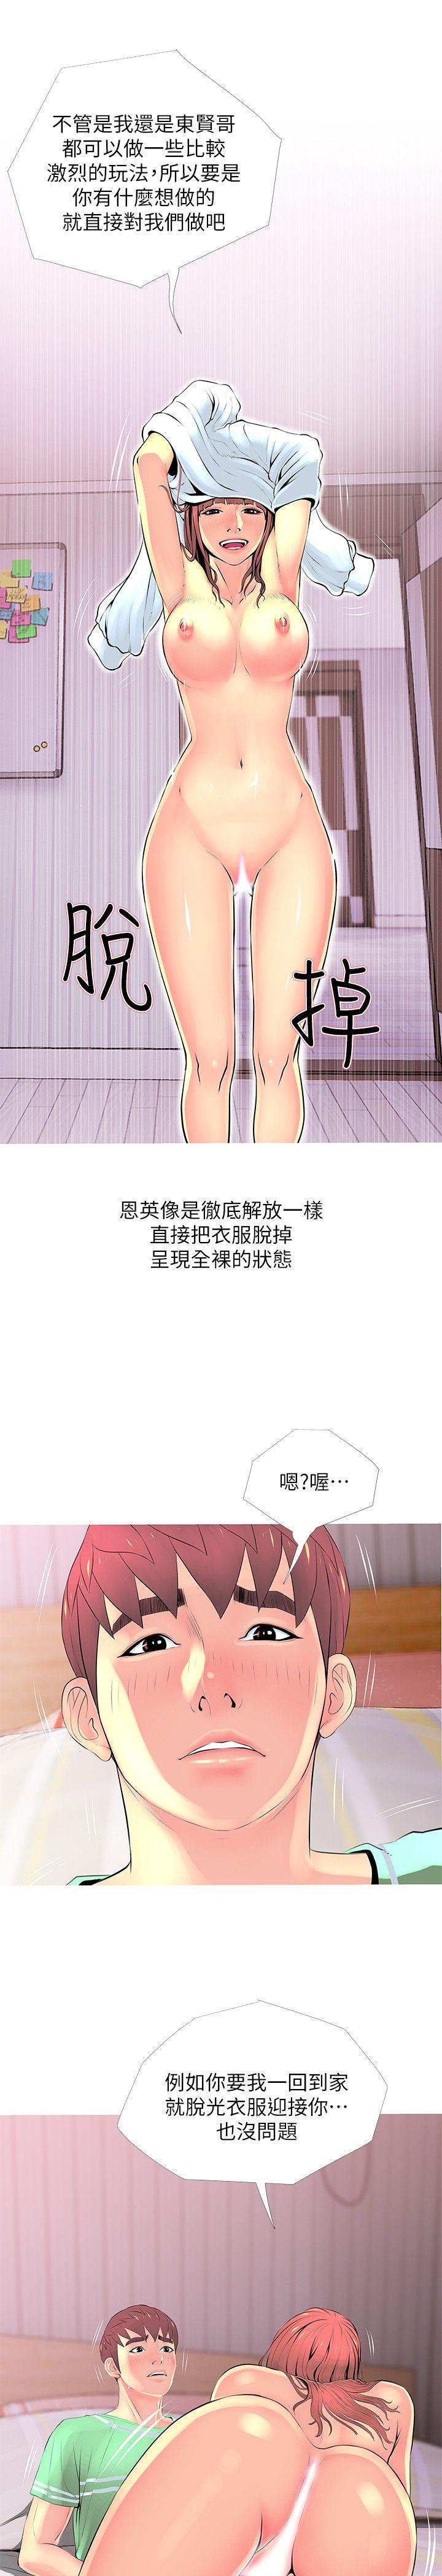 不管是我還是東賢哥
都可以做一些比較
激烈的玩法，所以要是
你有什麼想做的
就直接對我們做吧
脫
掉
恩英像是徹底解放一樣
直接把衣服脫掉
呈現全裸的狀態
嗯？喔⋯
例如你要我一回到家
就脫光衣服迎接你⋯
也沒問題